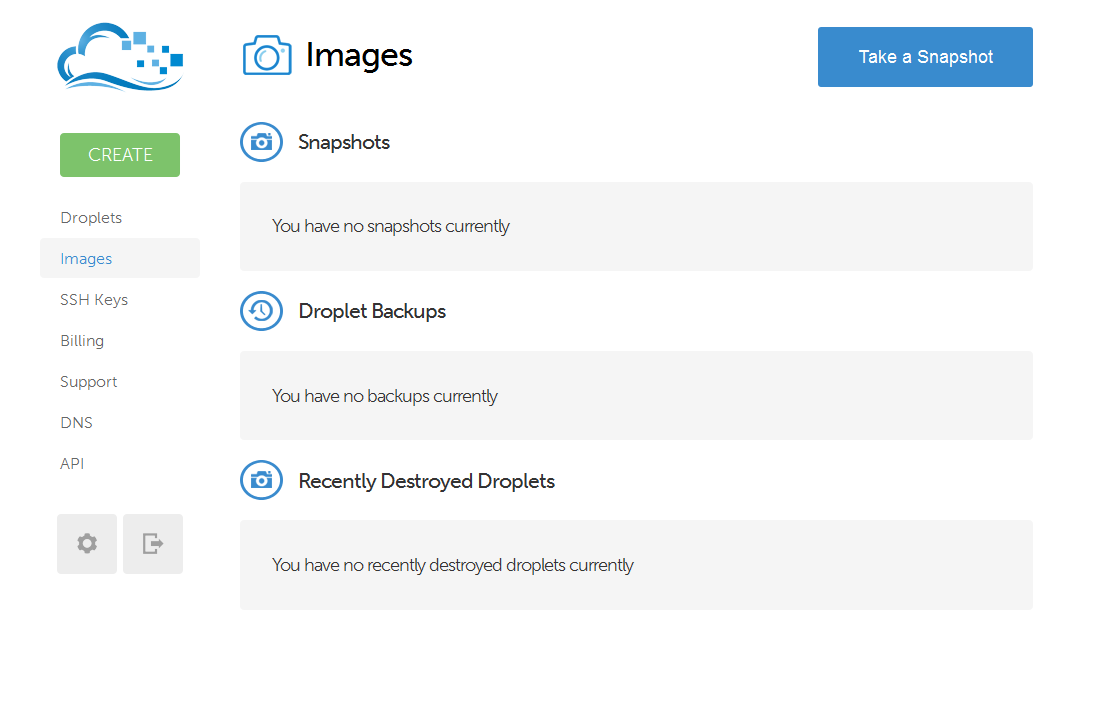 Images
Take a Snapshot
CREATE
Droplets
Images
SSH Keys
Billing
Support
DNS
API
Snapshots
You have no snapshots currently
Droplet Backups
You have no backups currently
Recently Destroyed Droplets
You have no recently destroyed droplets currently